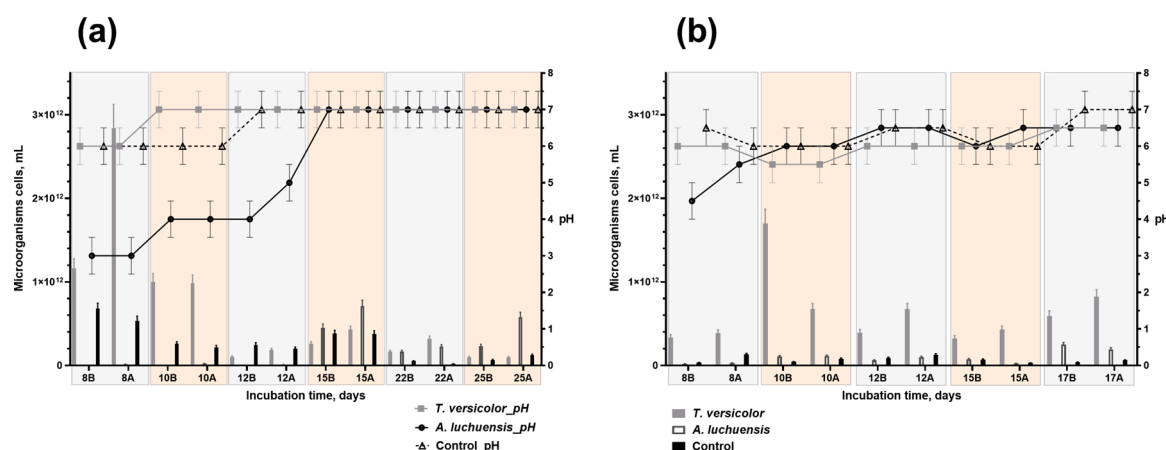 (a)
Microorganisms cells, mL
3×10¹²
2×10¹²
1×10¹²
0
8
7
6
5
4
3
2
1
0
pH
8B 8A 10B 10A 12B 12A 15B 15A 22B 22A 25B 25A
Incubation time, days
T. versicolor_pH
A. luchuensis_pH
Control_pH
(b)
Microorganisms cells, mL
3×10¹²
2×10¹²
1×10¹²
0
8
7
6
5
4
3
2
1
0
pH
8B 8A 10B 10A 12B 12A 15B 15A 17B 17A
Incubation time, days
T. versicolor
A. luchuensis
Control